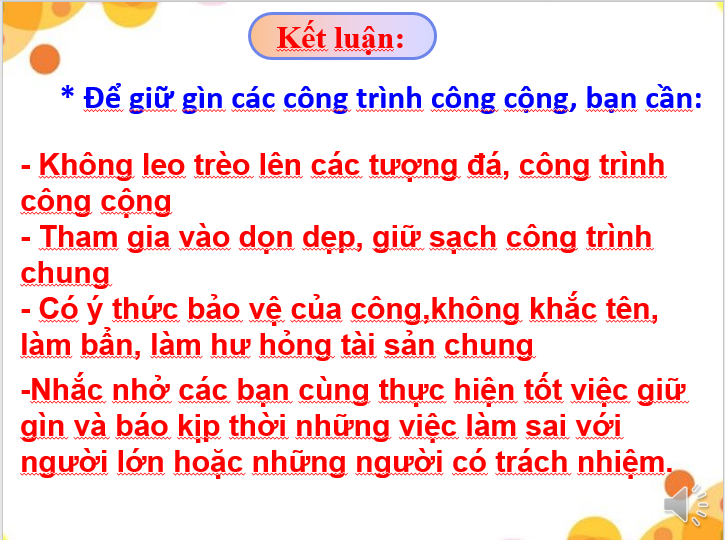 Kết luận:
* Để giữ gìn các công trình công cộng, bạn cần:
- Không leo trèo lên các tượng đá, công trình
công cộng
- Tham gia vào dọn dẹp, giữ sạch công trình
chung
- Có ý thức bảo vệ của công,không khắc tên,
làm bẩn, làm hư hỏng tài sản chung
-Nhắc nhở các bạn cùng thực hiện tốt việc giữ
gìn và báo kịp thời những việc làm sai với
người lớn hoặc những người có trách nhiệm.